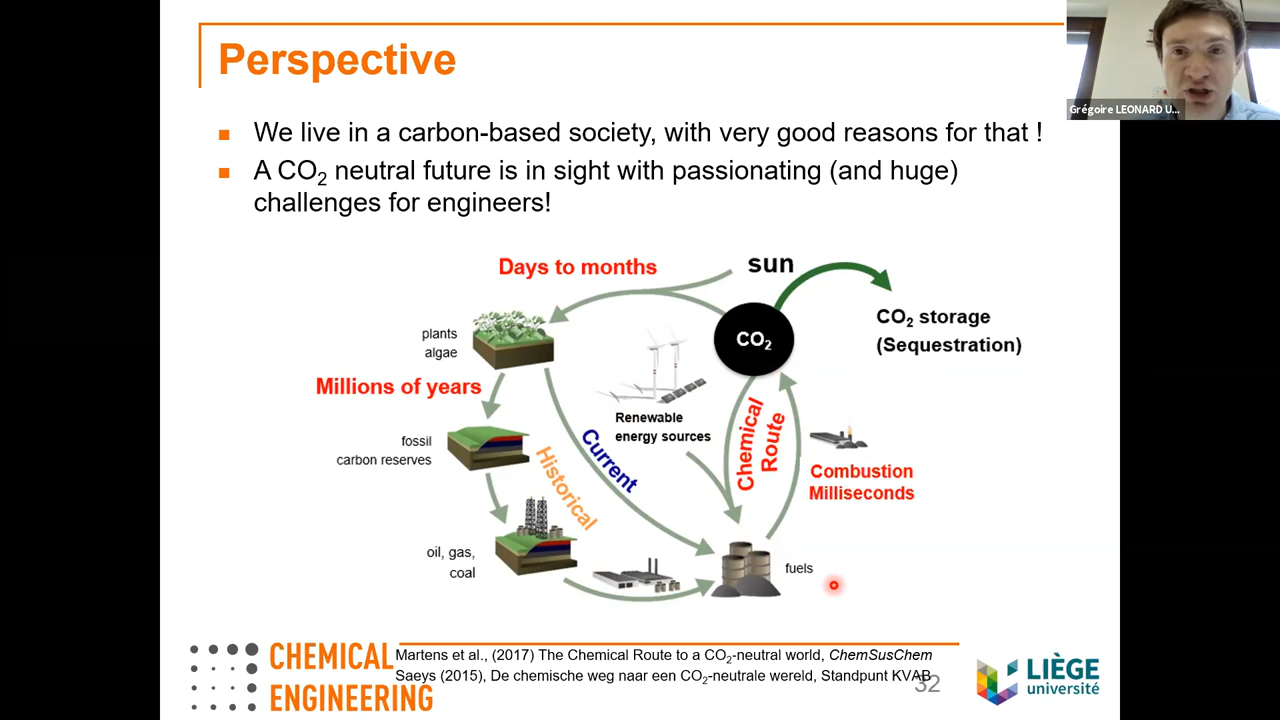 Perspective
Grégoire LEONARD U...
We live in a carbon-based society, with very good reasons for that !
A CO₂ neutral future is in sight with passionating (and huge)
challenges for engineers!
Days to months
sun
CO₂ storage
(Sequestration)
CO₂
plants
algae
Millions of years
Renewable
energy sources
fossil
carbon reserves
Historical
Current
Chemical
Route
Combustion
Milliseconds
oil, gas,
coal
fuels
CHEMICAL
ENGINEERING
Martens et al., (2017) The Chemical Route to a CO₂-neutral world, ChemSusChem
Saeys (2015), De chemische weg naar een CO₂-neutrale wereld, Standpunt KVAB
32
LIÈGE
université